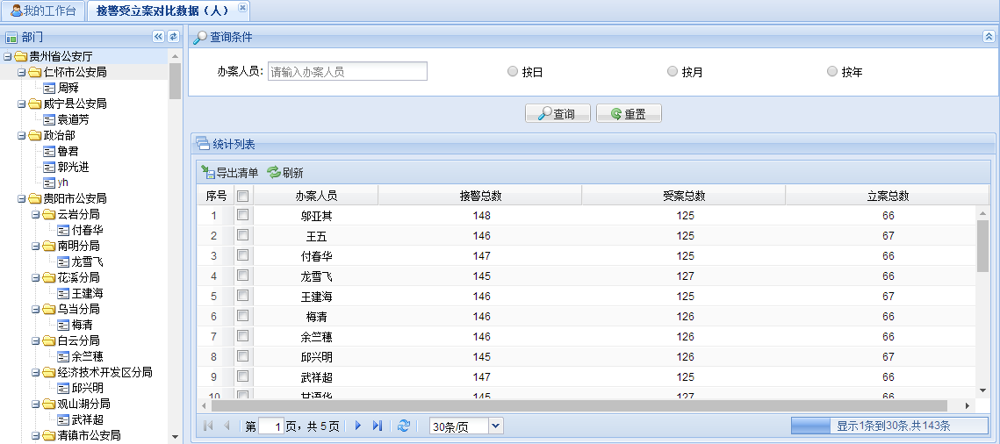 我的工作台 接警受立案对比数据（人）
部门
贵州省公安厅
仁怀市公安局
周舜
威宁县公安局
袁道芳
政治部
鲁君
郭光进
yh
贵阳市公安局
云岩分局
付春华
南明分局
龙雪飞
花溪分局
王建海
乌当分局
梅清
白云分局
余竺穗
经济技术开发区分局
邱兴明
观山湖分局
武祥超
清镇市公安局
查询条件
办案人员: 请输入办案人员 按日 按月 按年
查询 重置
统计列表
导出清单 刷新
序号 办案人员 接警总数 受案总数 立案总数
1 邬亚其 148 125 66
2 王五 146 125 67
3 付春华 147 125 66
4 龙雪飞 145 127 66
5 王建海 146 125 67
6 梅清 146 126 66
7 余竺穗 146 126 66
8 邱兴明 145 126 67
9 武祥超 147 125 66
10 甘语华 145 127 66
第 1 页，共 5 页 30条/页 显示1条到30条,共143条